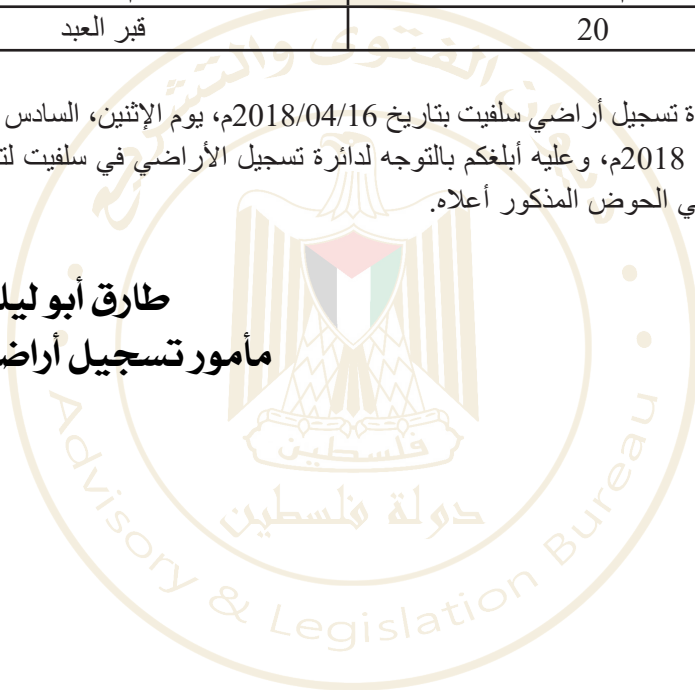 20 قبر العبد
تسجيل أراضي سلفيت بتاريخ 2018/04/16م، يوم الإثنين، السادس
2018م، وعليه أبلغكم بالتوجه لدائرة تسجيل الأراضي في سلفيت
الحوض المذكور أعلاه.
طارق أبو
مأمور تسجيل
ديوان الفتوى والتشريع
فلسطين
دولة فلسطين
Advisory & Legislation Bureau